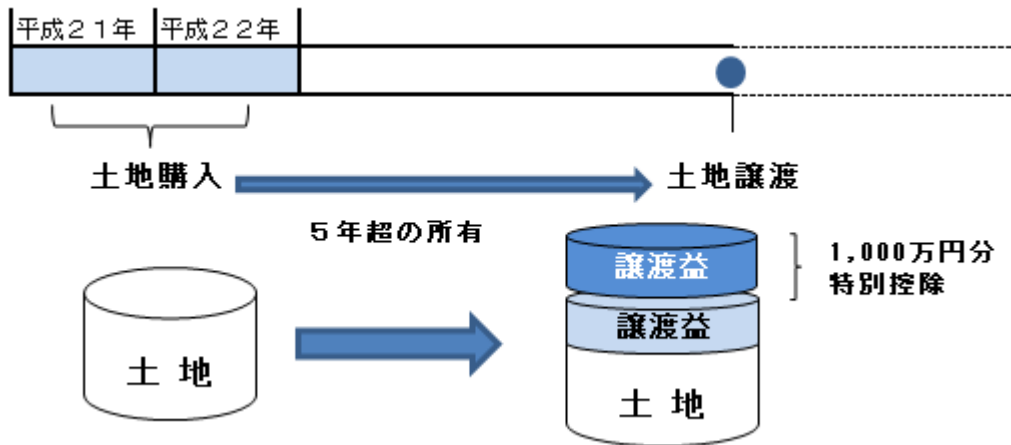 平成２１年 平成２２年
土地購入
土地譲渡
５年超の所有
譲渡益
1,000万円分
特別控除
譲渡益
土 地
土 地